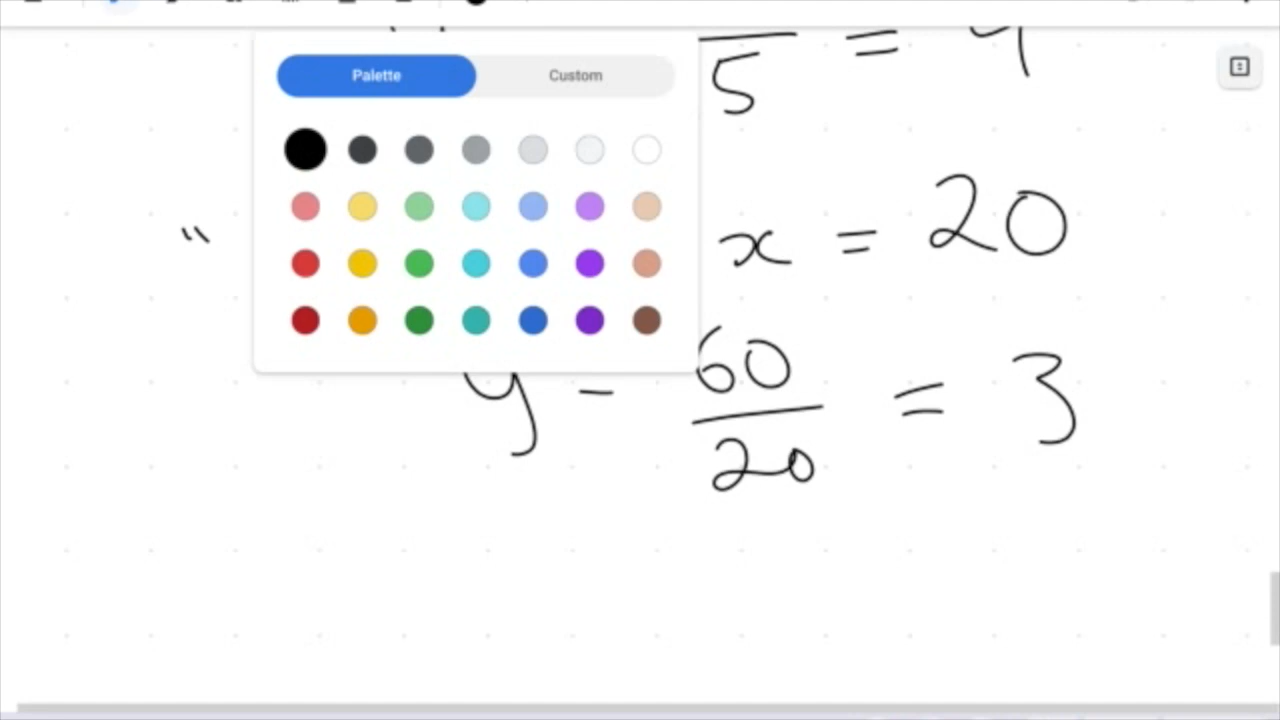 5 = 4
Palette Custom
" x = 20
y = 60/20 = 3